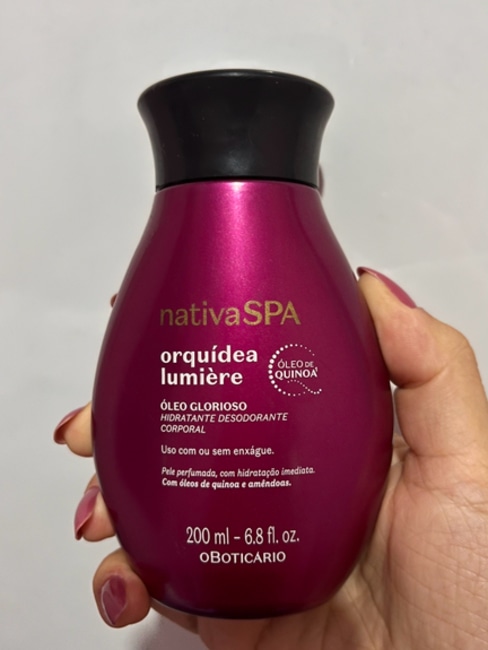 nativaSPA
orquídea
lumière
ÓLEO DE
QUINOA
ÓLEO GLORIOSO
HIDRATANTE DESODORANTE
CORPORAL
Uso com ou sem enxágue.
Pele perfumada, com hidratação imediata.
Com óleos de quinoa e amêndoas.
200 ml - 6.8 fl. oz.
oBOTICÁRIO